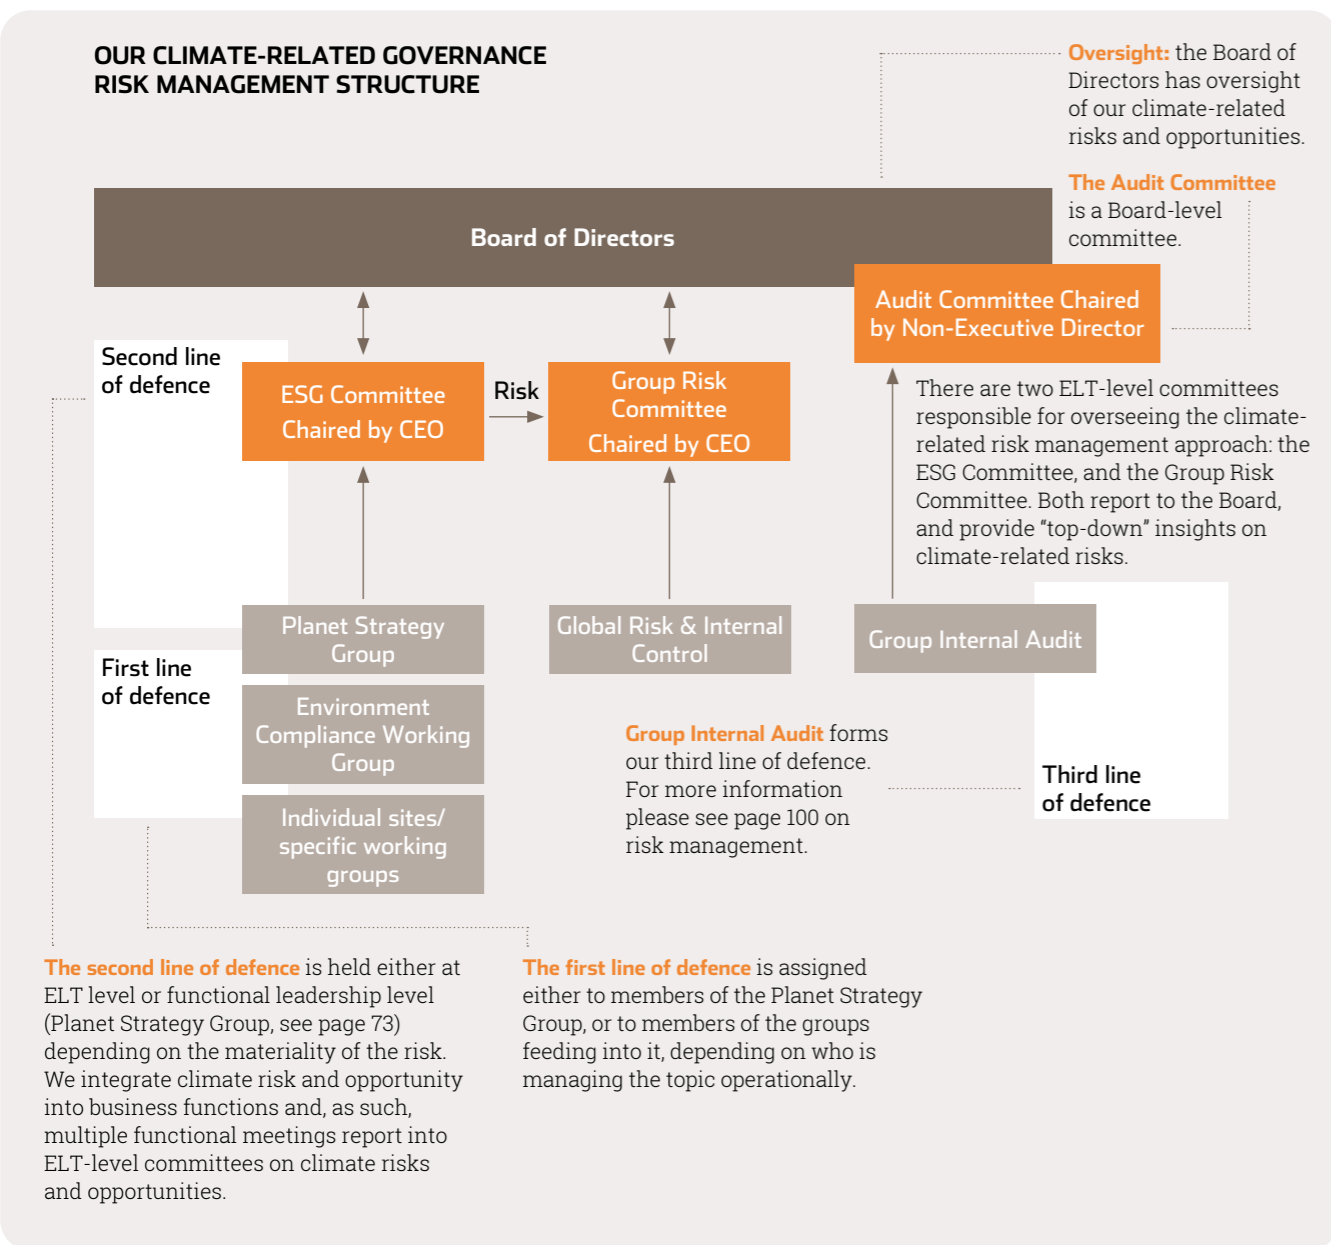 OUR CLIMATE-RELATED GOVERNANCE
RISK MANAGEMENT STRUCTURE
Oversight: the Board of
Directors has oversight
of our climate-related
risks and opportunities.
The Audit Committee
is a Board-level
committee.
Board of Directors
Audit Committee Chaired
by Non-Executive Director
Second line
of defence
ESG Committee
Chaired by CEO
Risk
Group Risk
Committee
Chaired by CEO
There are two ELT-level committees
responsible for overseeing the climate-
related risk management approach: the
ESG Committee, and the Group Risk
Committee. Both report to the Board,
and provide “top-down” insights on
climate-related risks.
Planet Strategy
Group
Global Risk & Internal
Control
Group Internal Audit
First line
of defence
Environment
Compliance Working
Group
Individual sites/
specific working
groups
Group Internal Audit forms
our third line of defence.
For more information
please see page 100 on
risk management.
Third line
of defence
The second line of defence is held either at
ELT level or functional leadership level
(Planet Strategy Group, see page 73)
depending on the materiality of the risk.
We integrate climate risk and opportunity
into business functions and, as such,
multiple functional meetings report into
ELT-level committees on climate risks
and opportunities.
The first line of defence is assigned
either to members of the Planet Strategy
Group, or to members of the groups
feeding into it, depending on who is
managing the topic operationally.